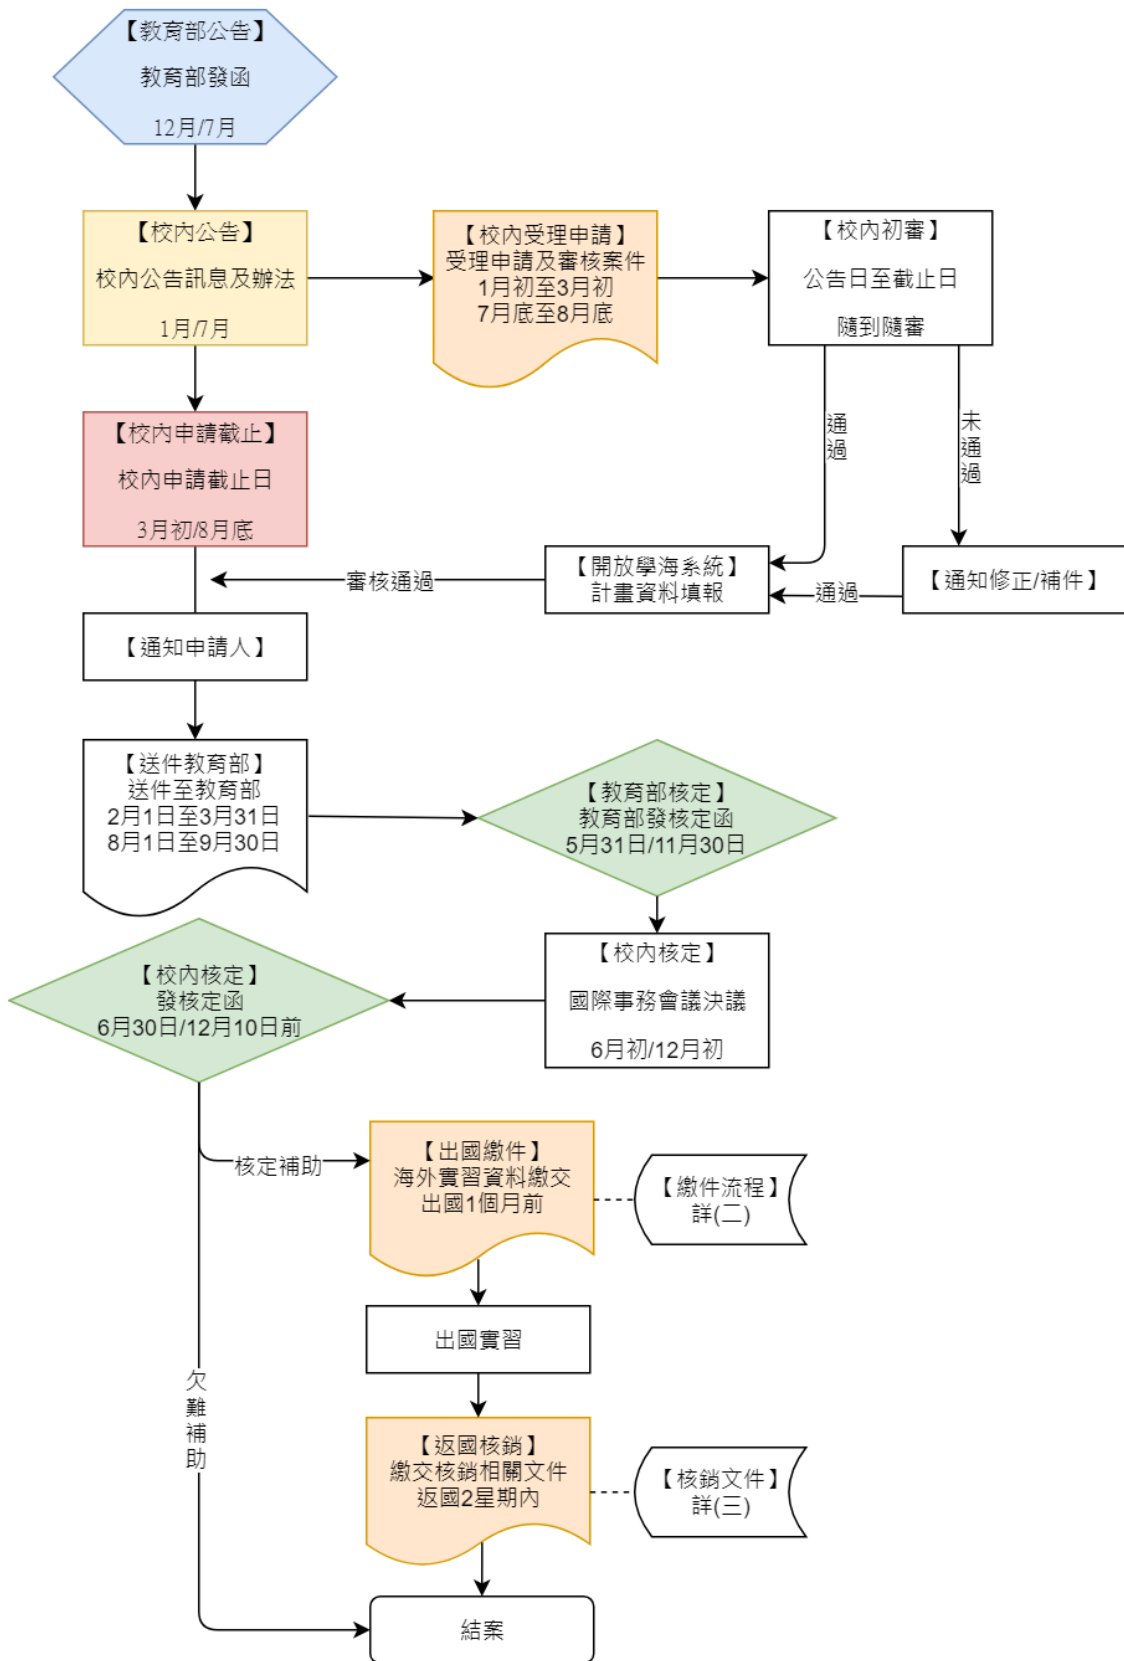 【教育部公告】
教育部發函
12月/7月
【校內公告】
校內公告訊息及辦法
1月/7月
【校內受理申請】
受理申請及審核案件
1月初至3月初
7月底至8月底
【校內初審】
公告日至截止日
隨到隨審
通過
未通過
【校內申請截止】
校內申請截止日
3月初/8月底
審核通過
【開放學海系統】
計畫資料填報
通過
【通知修正/補件】
【通知申請人】
【送件教育部】
送件至教育部
2月1日至3月31日
8月1日至9月30日
【教育部核定】
教育部發核定函
5月31日/11月30日
【校內核定】
國際事務會議決議
6月初/12月初
【校內核定】
發核定函
6月30日/12月10日前
核定補助
【出國繳件】
海外實習資料繳交
出國1個月前
【繳件流程】
詳(二)
出國實習
欠難補助
【返國核銷】
繳交核銷相關文件
返國2星期內
【核銷文件】
詳(三)
結案